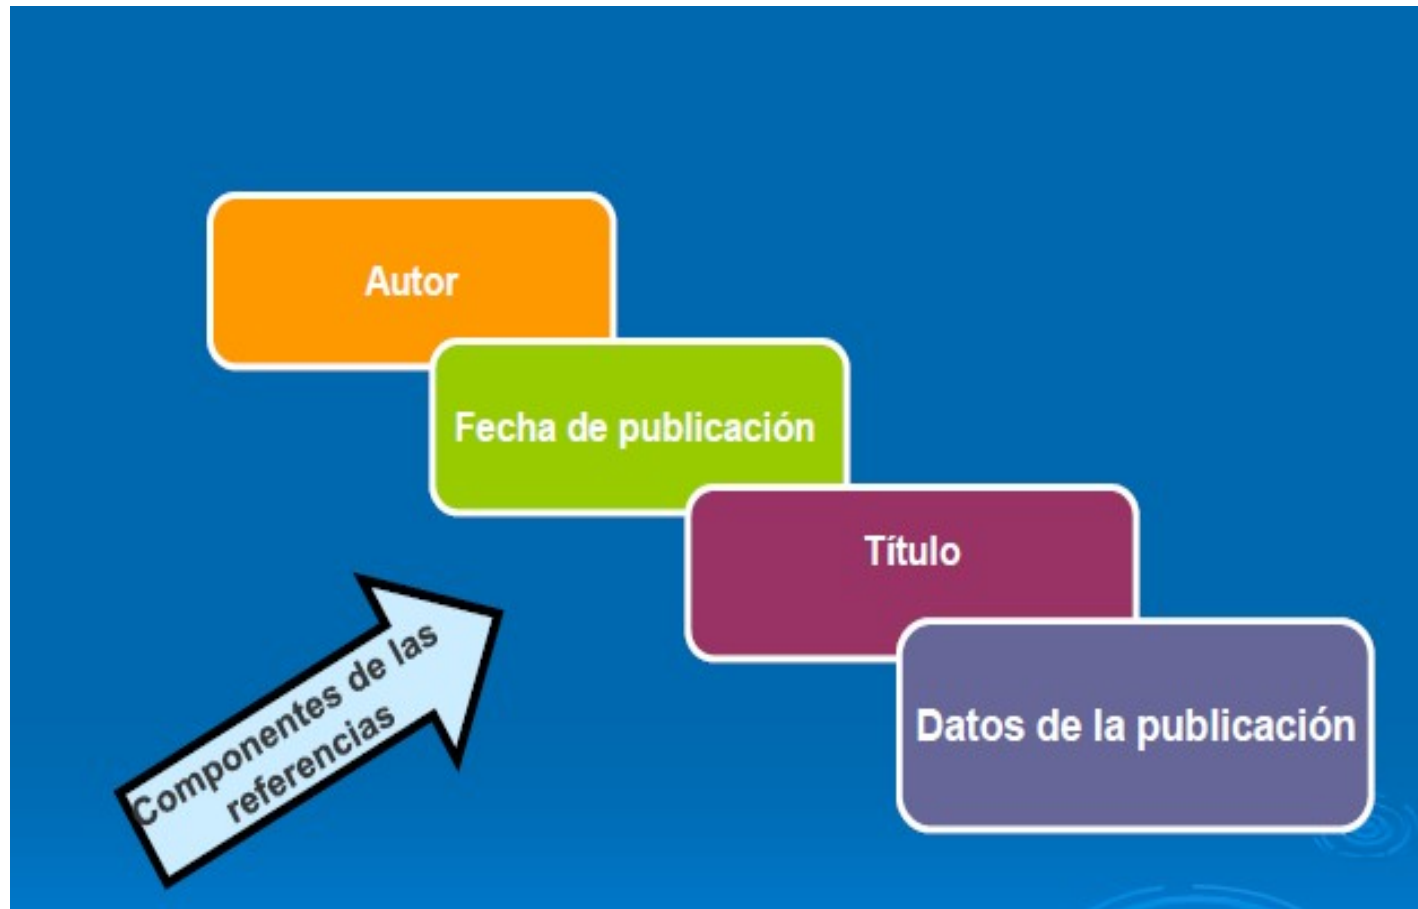 Autor
Fecha de publicación
Título
Datos de la publicación
Componentes de las
referencias